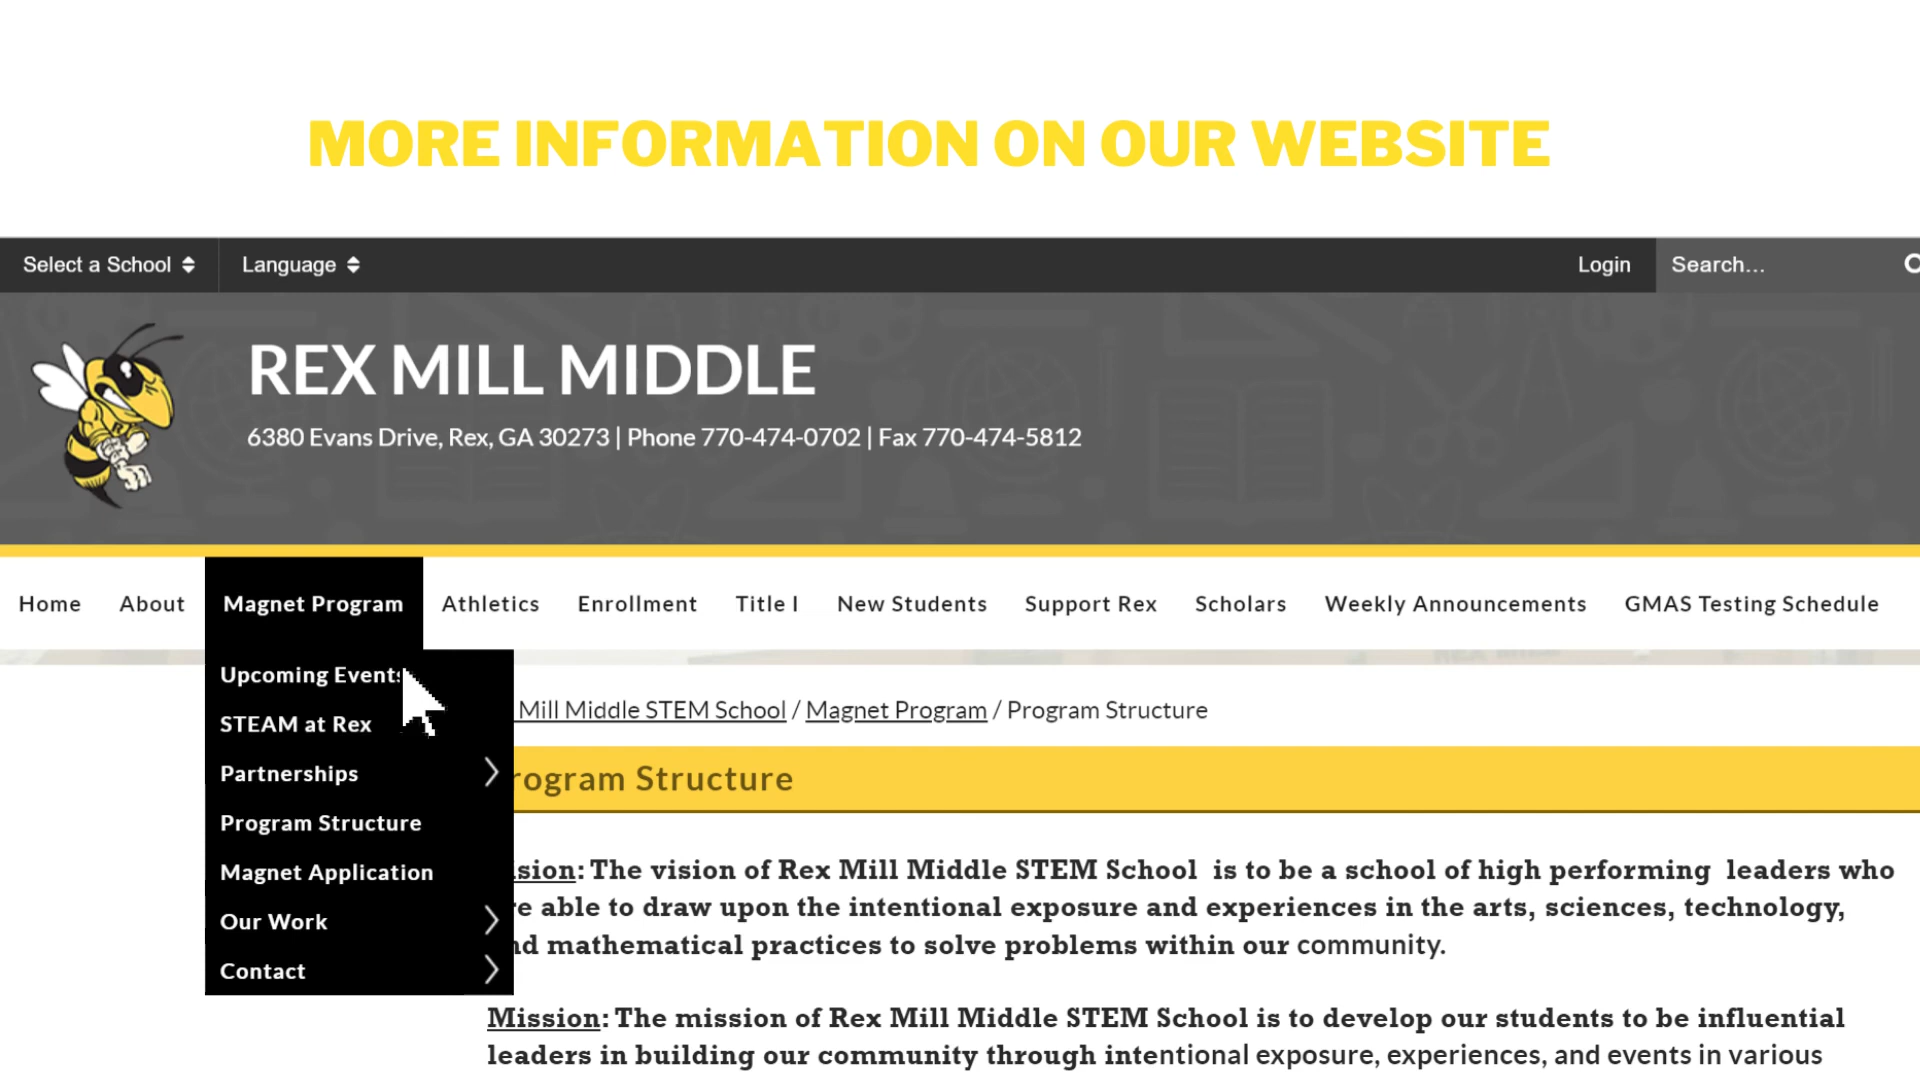 MORE INFORMATION ON OUR WEBSITE
Select a School
Language
Login
Search...
REX MILL MIDDLE
6380 Evans Drive, Rex, GA 30273 | Phone 770-474-0702 | Fax 770-474-5812
Home
About
Magnet Program
Athletics
Enrollment
Title I
New Students
Support Rex
Scholars
Weekly Announcements
GMAS Testing Schedule
Upcoming Events
STEAM at Rex
Partnerships
Program Structure
Magnet Application
Our Work
Contact
Mill Middle STEM School / Magnet Program / Program Structure
rogram Structure
sion: The vision of Rex Mill Middle STEM School is to be a school of high performing leaders who
re able to draw upon the intentional exposure and experiences in the arts, sciences, technology,
nd mathematical practices to solve problems within our community.
Mission: The mission of Rex Mill Middle STEM School is to develop our students to be influential
leaders in building our community through intentional exposure, experiences, and events in various